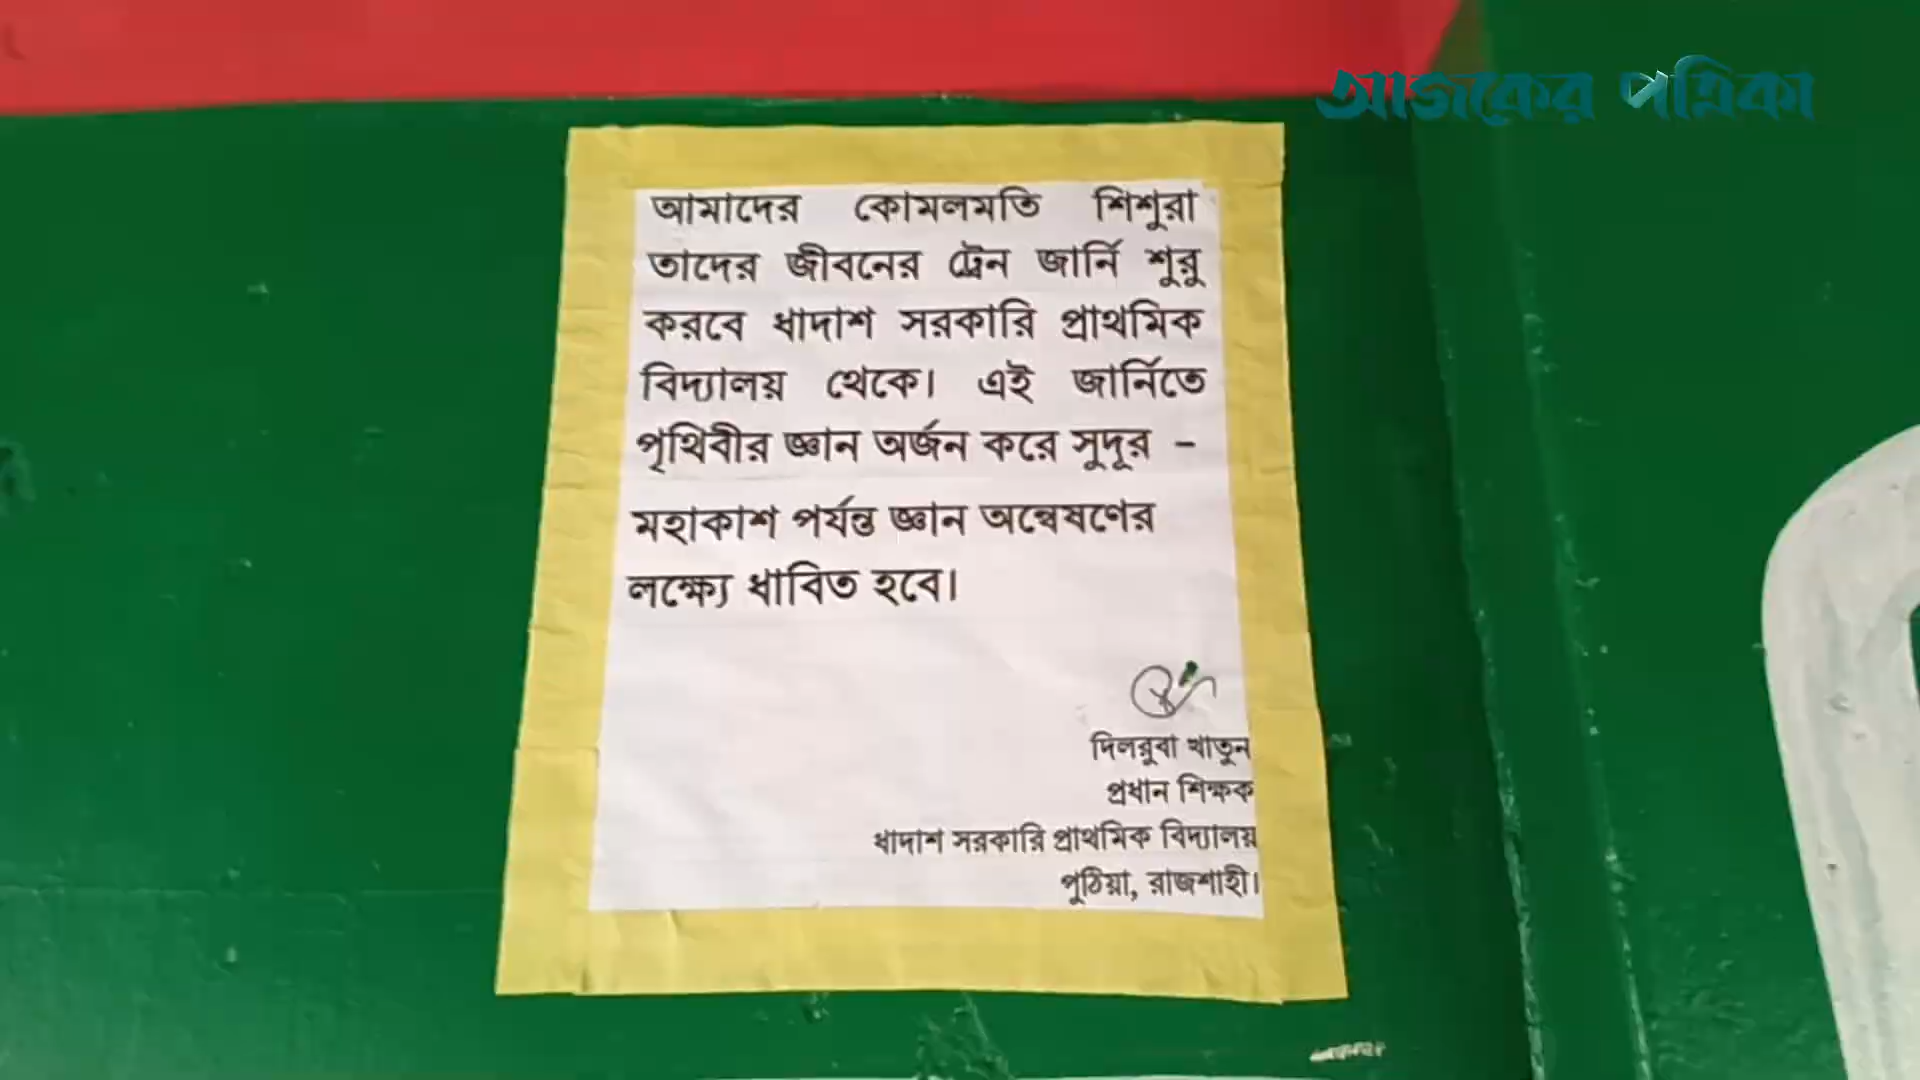 আজকের পত্রিকা
আমাদের কোমলমতি শিশুরা
তাদের জীবনের ট্রেন জার্নি শুরু
করবে ধাদাশ সরকারি প্রাথমিক
বিদ্যালয় থেকে। এই জার্নিতে
পৃথিবীর জ্ঞান অর্জন করে সুদূর -
মহাকাশ পর্যন্ত জ্ঞান অন্বেষণের
লক্ষ্যে ধাবিত হবে।
দিলরুবা খাতুন
প্রধান শিক্ষক
ধাদাশ সরকারি প্রাথমিক বিদ্যালয়
পুঠিয়া, রাজশাহী।